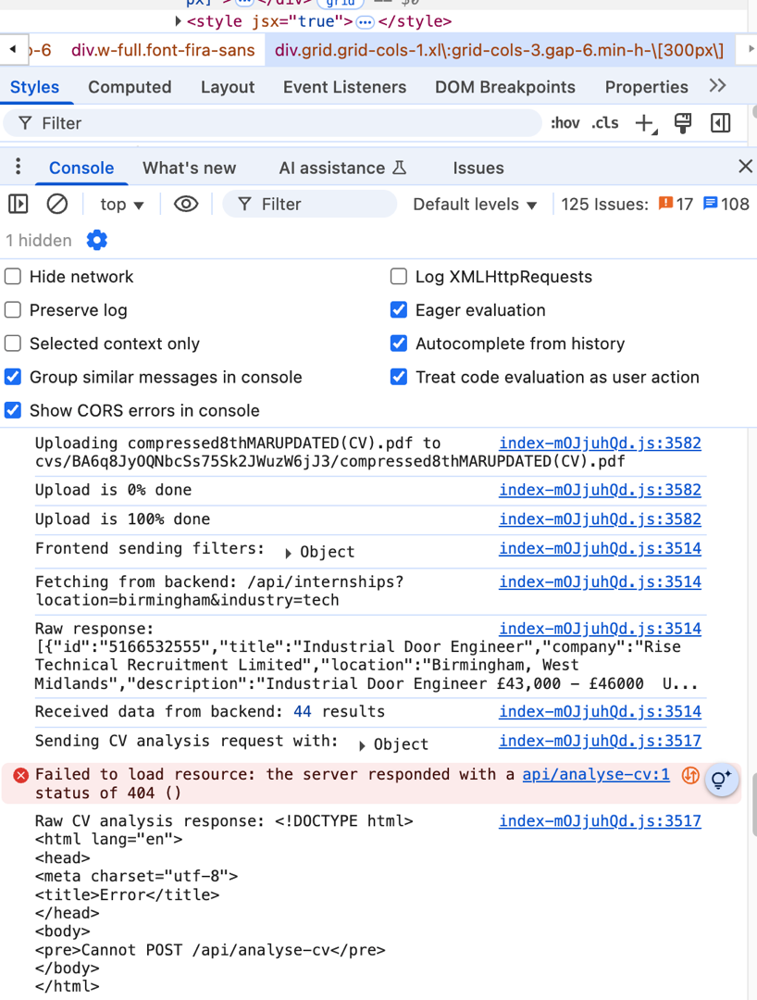 px] > ⋯ </div> grid == $0
▶ <style jsx="true"> ⋯ </style>
-6 div.w-full.font-fira-sans div.grid.grid-cols-1.xl\:grid-cols-3.gap-6.min-h-\[300px\]
Styles Computed Layout Event Listeners DOM Breakpoints Properties >>
Filter :hov .cls +
Console What's new AI assistance Issues
top ▼ Filter Default levels ▼ 125 Issues: 17 108
1 hidden
Hide network Log XMLHttpRequests
Preserve log Eager evaluation
Selected context only Autocomplete from history
Group similar messages in console Treat code evaluation as user action
Show CORS errors in console
Uploading compressed8thMARUPDATED(CV).pdf to index-mOJjuhQd.js:3582
cvs/BA6q8JyOQNbcSs75Sk2JWuzW6jJ3/compressed8thMARUPDATED(CV).pdf
Upload is 0% done index-mOJjuhQd.js:3582
Upload is 100% done index-mOJjuhQd.js:3582
Frontend sending filters: ▶ Object index-mOJjuhQd.js:3514
Fetching from backend: /api/internships? index-mOJjuhQd.js:3514
location=birmingham&industry=tech
Raw response: index-mOJjuhQd.js:3514
[{"id":"5166532555","title":"Industrial Door Engineer","company":"Rise
Technical Recruitment Limited","location":"Birmingham, West
Midlands","description":"Industrial Door Engineer £43,000 – £46000 U...
Received data from backend: 44 results index-mOJjuhQd.js:3514
Sending CV analysis request with: ▶ Object index-mOJjuhQd.js:3517
Failed to load resource: the server responded with a api/analyse-cv:1
status of 404 ()
Raw CV analysis response: <!DOCTYPE html> index-mOJjuhQd.js:3517
<html lang="en">
<head>
<meta charset="utf-8">
<title>Error</title>
</head>
<body>
<pre>Cannot POST /api/analyse-cv</pre>
</body>
</html>